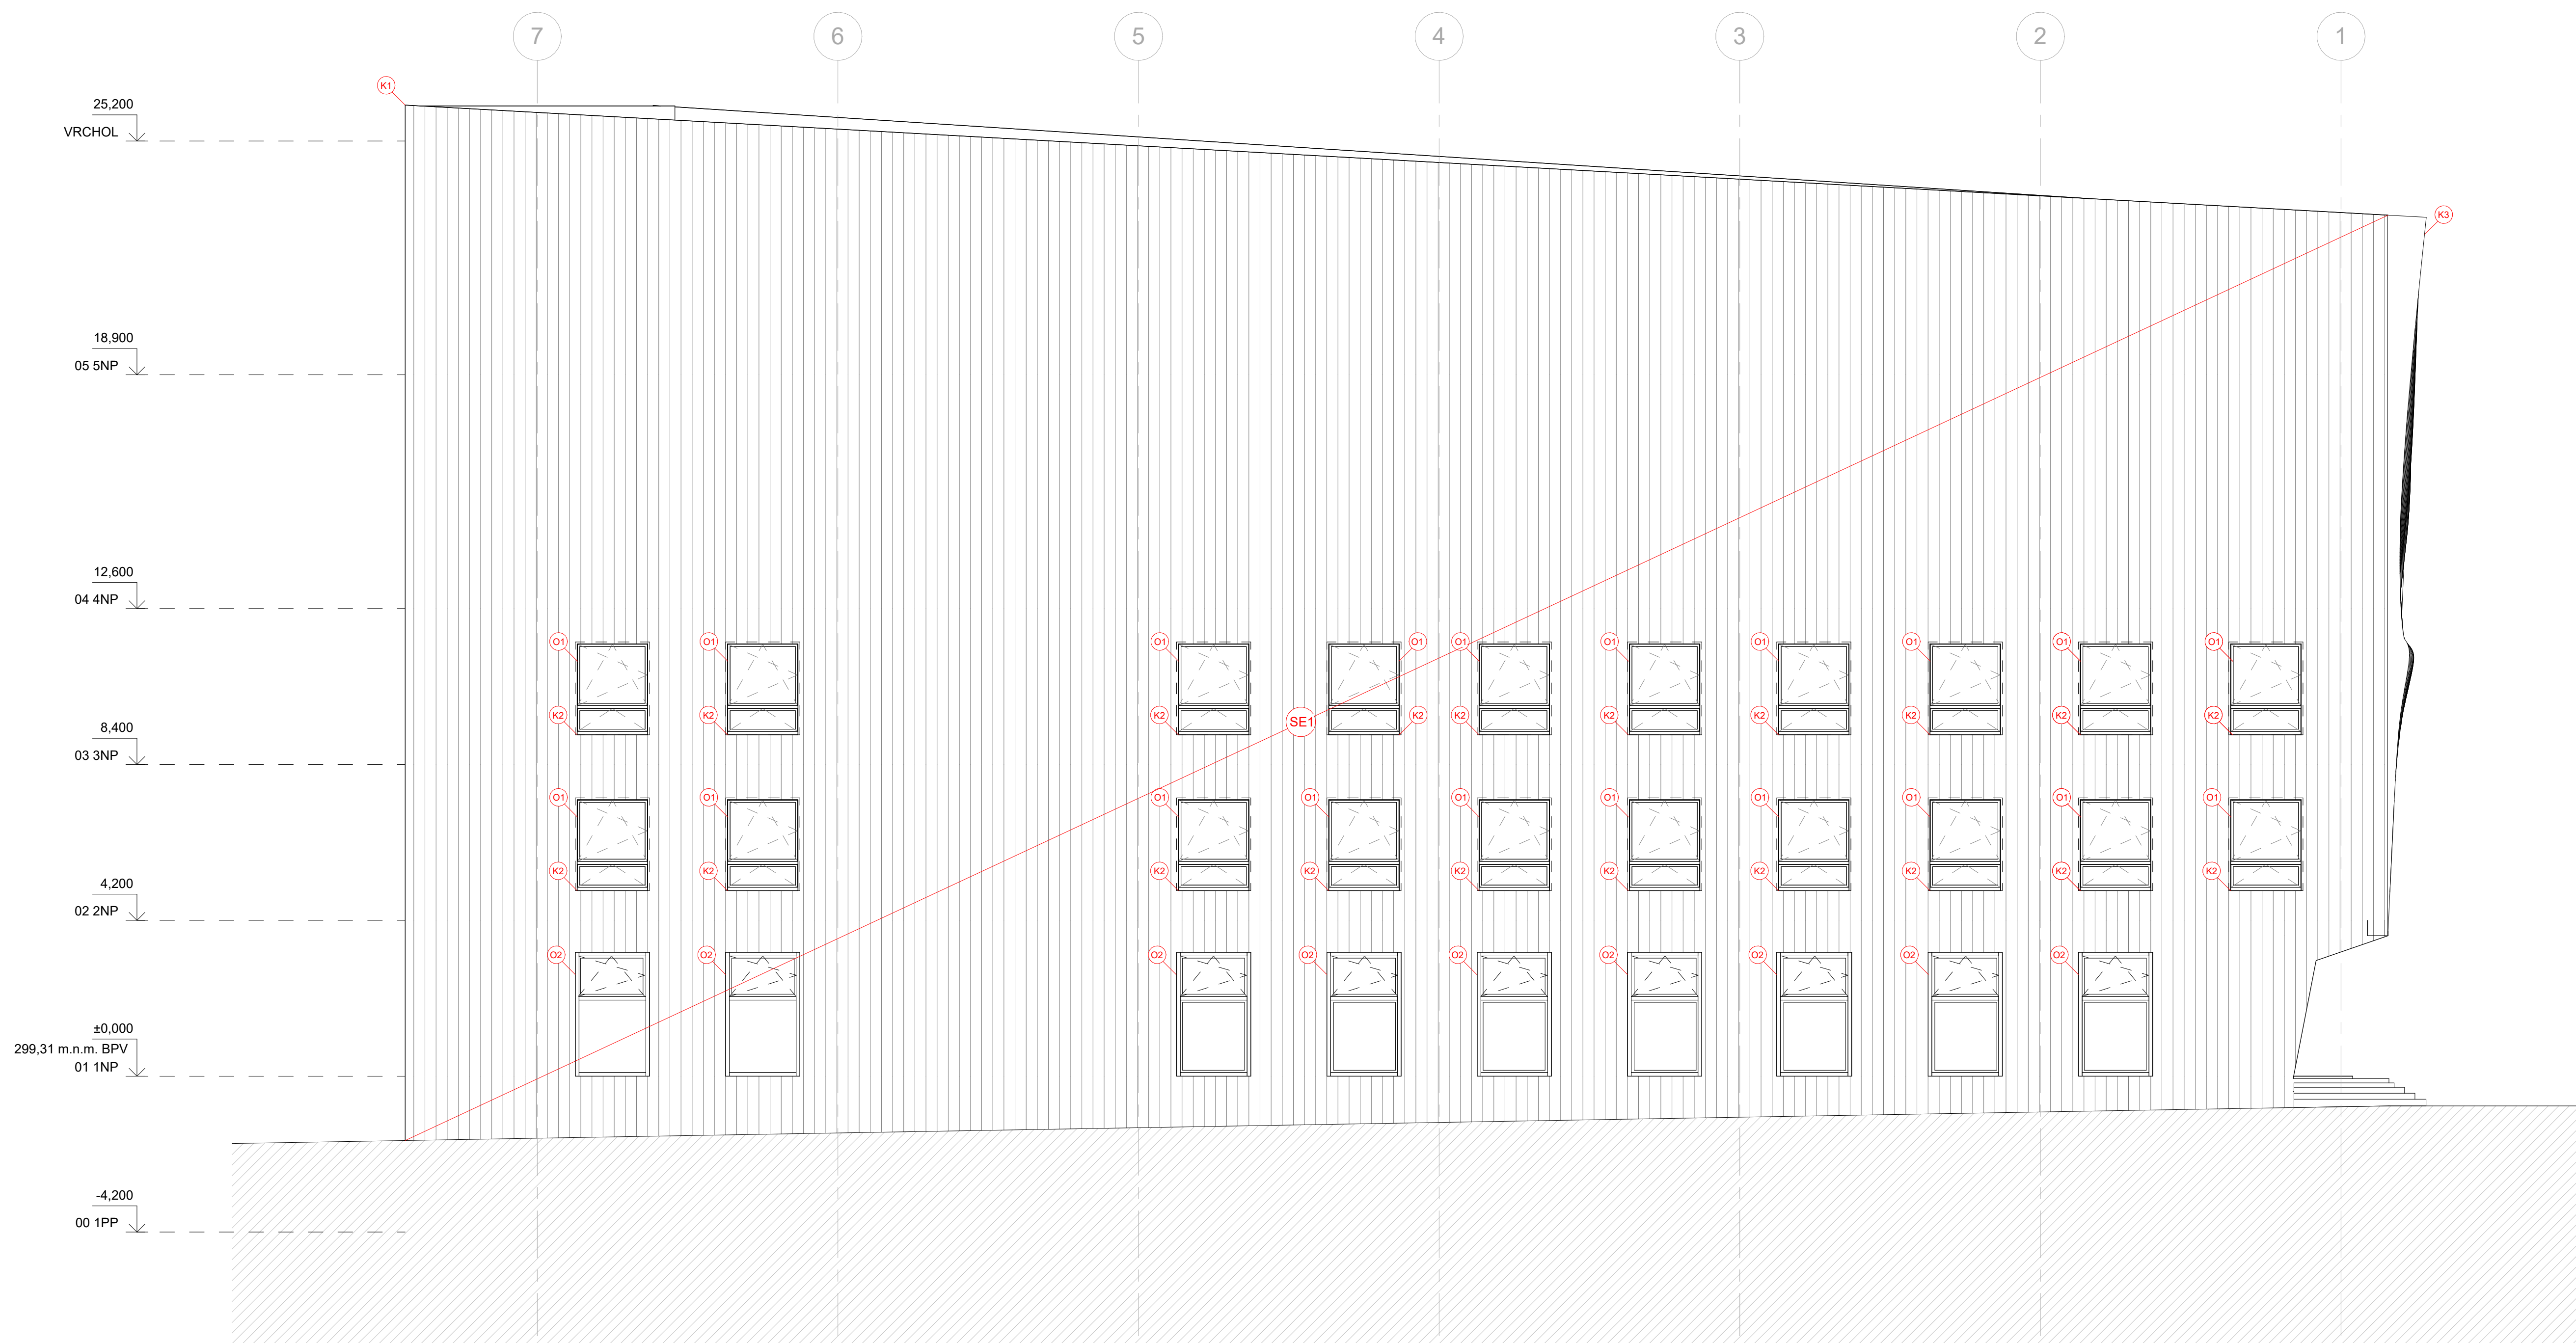 7 6 5 4 3 2 1
K1
25,200
VRCHOL
K3
18,900
05 5NP
12,600
04 4NP
O1 O1 O1 O1 O1 O1 O1 O1 O1 O1
K2 K2 K2 K2 K2 K2 K2 K2 K2 K2
SE1
8,400
03 3NP
O1 O1 O1 O1 O1 O1 O1 O1 O1 O1
K2 K2 K2 K2 K2 K2 K2 K2 K2 K2
4,200
02 2NP
O2 O2 O2 O2 O2 O2 O2 O2 O2
±0,000
299,31 m.n.m. BPV
01 1NP
-4,200
00 1PP